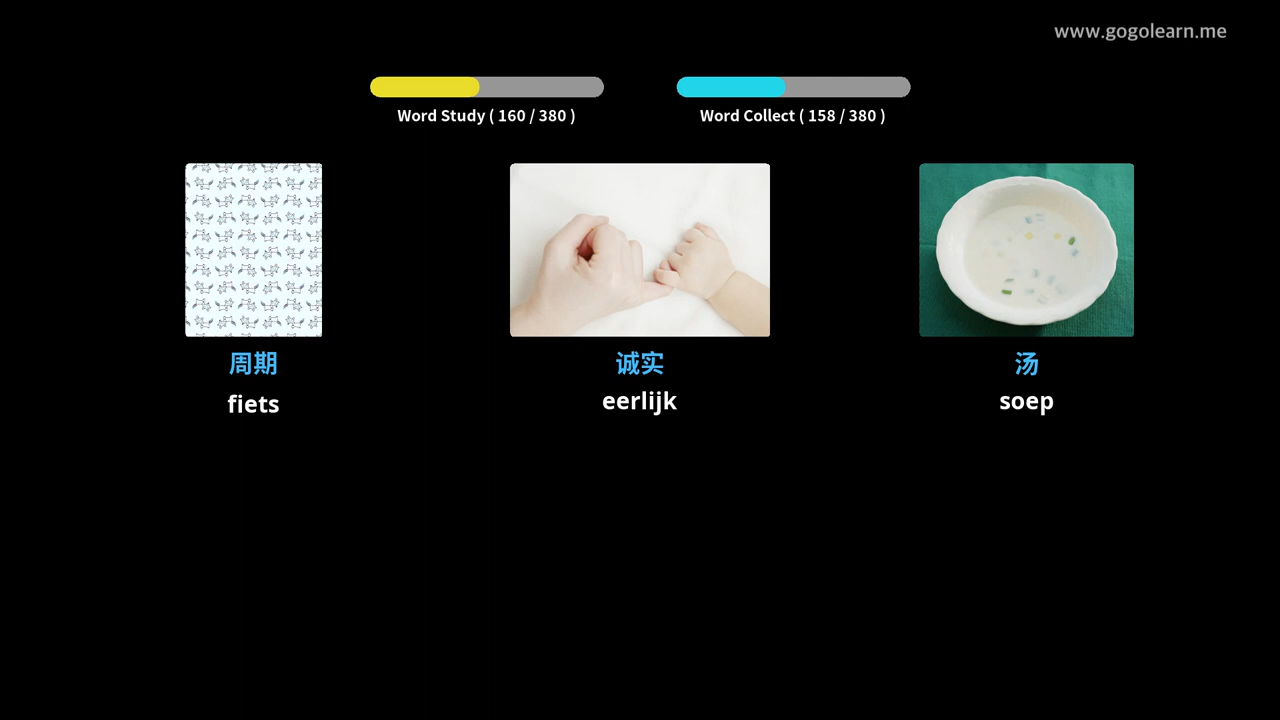 www.gogolearn.me
Word Study ( 160 / 380 )
Word Collect ( 158 / 380 )
周期
诚实
汤
fiets
eerlijk
soep